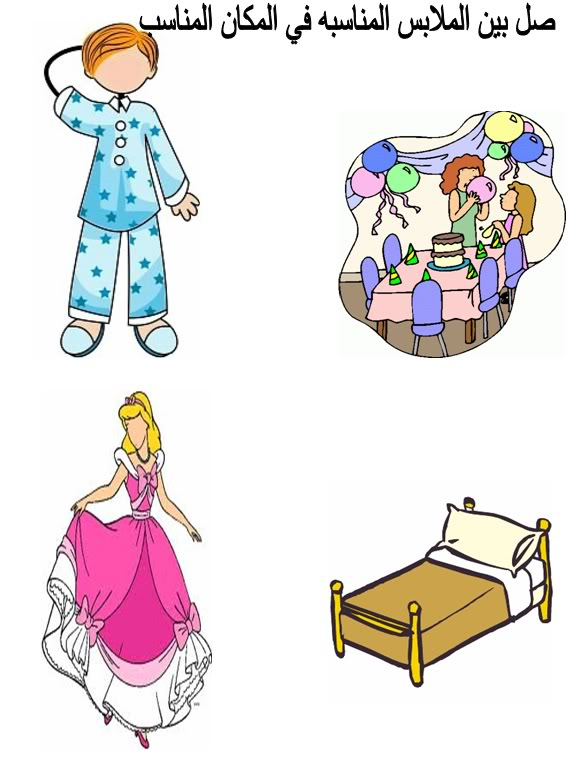 صل بين الملابس المناسبه في المكان المناسب